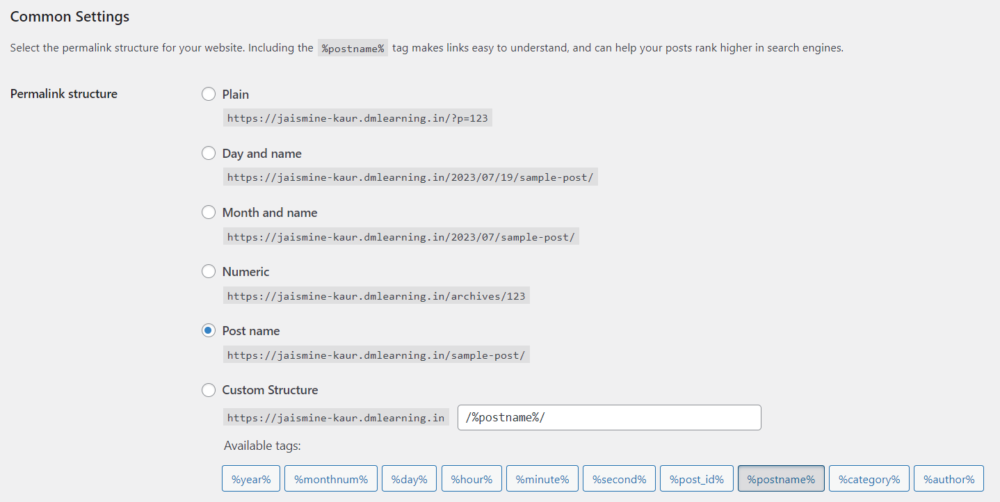 Common Settings
Select the permalink structure for your website. Including the %postname% tag makes links easy to understand, and can help your posts rank higher in search engines.
Permalink structure
Plain
https://jaismine-kaur.dmlearning.in/?p=123
Day and name
https://jaismine-kaur.dmlearning.in/2023/07/19/sample-post/
Month and name
https://jaismine-kaur.dmlearning.in/2023/07/sample-post/
Numeric
https://jaismine-kaur.dmlearning.in/archives/123
Post name
https://jaismine-kaur.dmlearning.in/sample-post/
Custom Structure
https://jaismine-kaur.dmlearning.in /%postname%/
Available tags:
%year% %monthnum% %day% %hour% %minute% %second% %post_id% %postname% %category% %author%